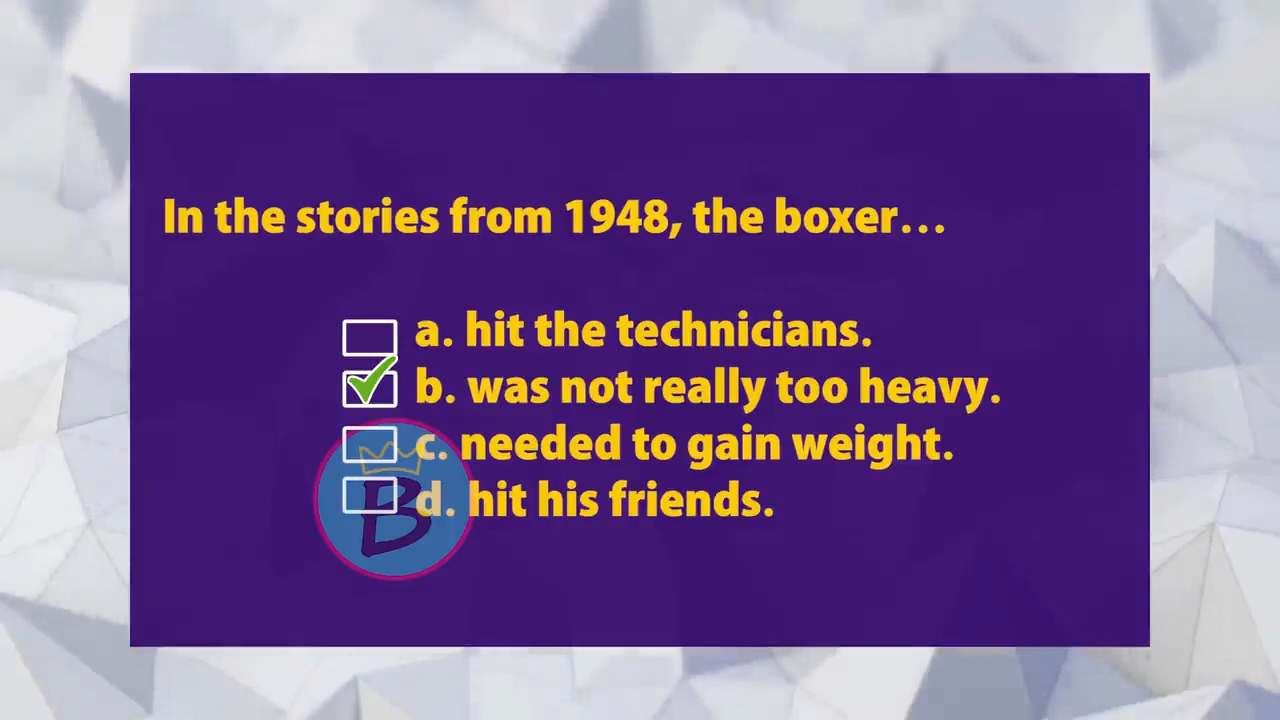 In the stories from 1948, the boxer…
a. hit the technicians.
b. was not really too heavy.
c. needed to gain weight.
d. hit his friends.
B